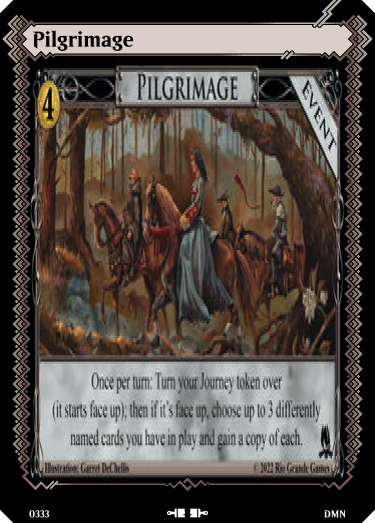 Pilgrimage
PILGRIMAGE
4
EVENT
Once per turn: Turn your Journey token over
(it starts face up); then if it's face up, choose up to 3 differently
named cards you have in play and gain a copy of each.
Illustration: Garret DeChellis
© 2022 Rio Grande Games
0333
DMN